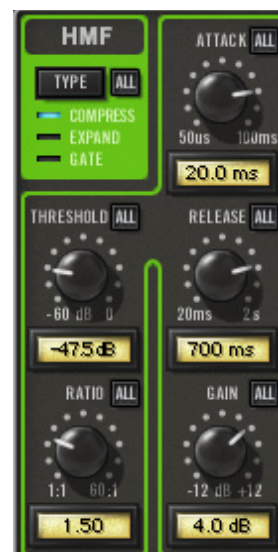 HMF
TYPE ALL
COMPRESS
EXPAND
GATE
ATTACK
50us 100ms
20.0 ms
THRESHOLD ALL
-60 dB 0
-47.5 dB
RELEASE ALL
20ms 2s
700 ms
RATIO ALL
1:1 60:1
1.50
GAIN ALL
-12 dB +12
4.0 dB